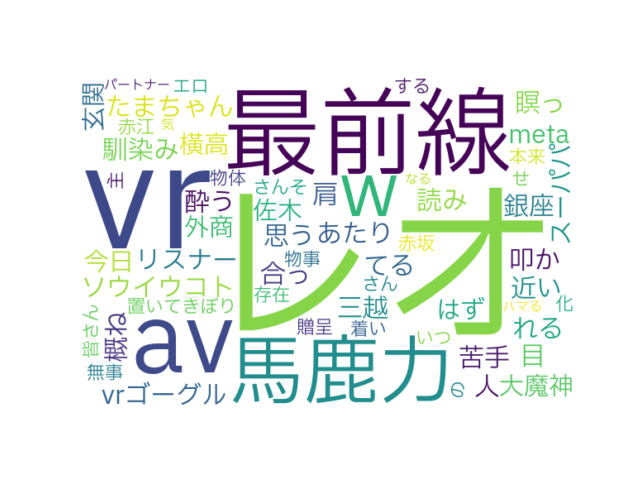 パートナー
エロ
する
玄関
たまちゃん
最前線
瞑っ
赤江
気
meta
馴染み
横高
本来
スーパパ
vr
主
物体
さんそ
肩
w
なる
読み
せ
酔う
佐木
銀座
外商
レオ
思う
あたり
赤坂
今日
リスナー
物事
合っ
てる
叩か
ソウイウコト
存在
さん
近い
化
置いてきぼり
三越
はず
ハマる
皆さん
概ね
av
贈呈
着い
いつ
れる
無事
馬鹿力
苦手
目
vrゴーグル
の
人
大魔神